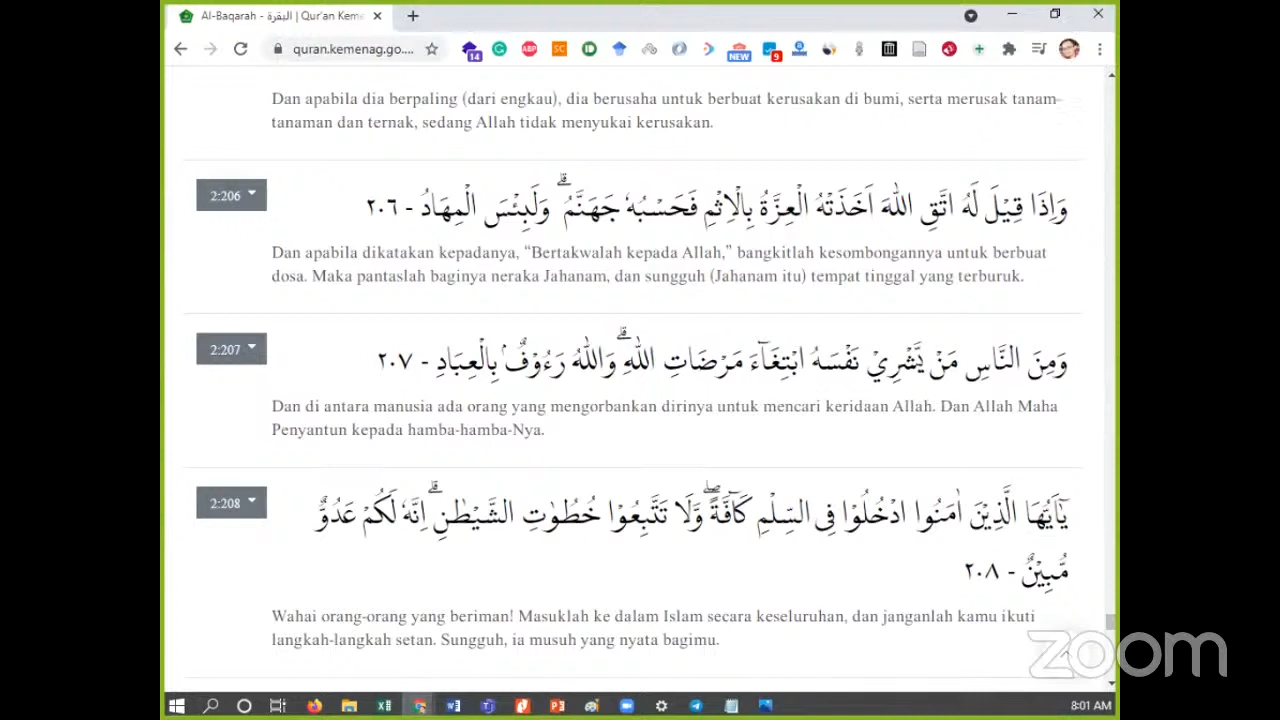 Al-Baqarah - البقرة | Qur'an Keme
quran.kemenag.go....
14
ABP
SC
NEW
9
Dan apabila dia berpaling (dari engkau), dia berusaha untuk berbuat kerusakan di bumi, serta merusak tanam-
tanaman dan ternak, sedang Allah tidak menyukai kerusakan.
2:206
وَاِذَا قِيْلَ لَهُ اتَّقِ اللّٰهَ اَخَذَتْهُ الْعِزَّةُ بِالْاِثْمِ فَحَسْبُهٗ جَهَنَّمُ ۗ وَلَبِئْسَ الْمِهَادُ - ٢٠٦
Dan apabila dikatakan kepadanya, “Bertakwalah kepada Allah,” bangkitlah kesombongannya untuk berbuat
dosa. Maka pantaslah baginya neraka Jahanam, dan sungguh (Jahanam itu) tempat tinggal yang terburuk.
2:207
وَمِنَ النَّاسِ مَنْ يَّشْرِيْ نَفْسَهُ ابْتِغَاۤءَ مَرْضَاتِ اللّٰهِ ۗوَاللّٰهُ رَءُوْفٌۢ بِالْعِبَادِ - ٢٠٧
Dan di antara manusia ada orang yang mengorbankan dirinya untuk mencari keridaan Allah. Dan Allah Maha
Penyantun kepada hamba-hamba-Nya.
2:208
يٰٓاَيُّهَا الَّذِيْنَ اٰمَنُوا ادْخُلُوْا فِى السِّلْمِ كَاۤفَّةً ۖوَّلَا تَتَّبِعُوْا خُطُوٰتِ الشَّيْطٰنِۗ اِنَّهٗ لَكُمْ عَدُوٌّ
مُّبِيْنٌ - ٢٠٨
Wahai orang-orang yang beriman! Masuklah ke dalam Islam secara keseluruhan, dan janganlah kamu ikuti
langkah-langkah setan. Sungguh, ia musuh yang nyata bagimu.
zoom
8:01 AM